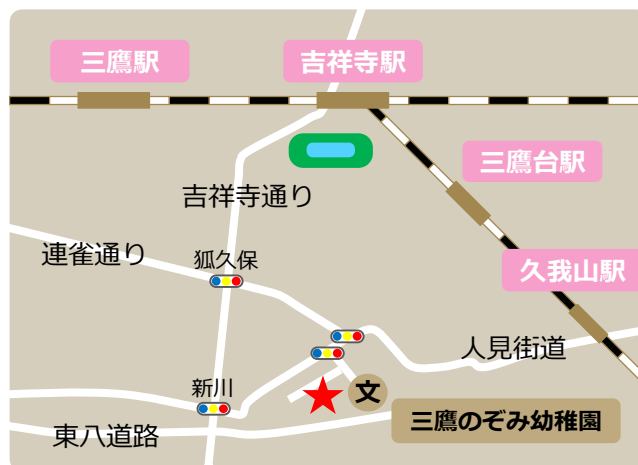 三鷹駅
吉祥寺駅
三鷹台駅
吉祥寺通り
連雀通り
狐久保
久我山駅
人見街道
新川
文
三鷹のぞみ幼稚園
東八道路